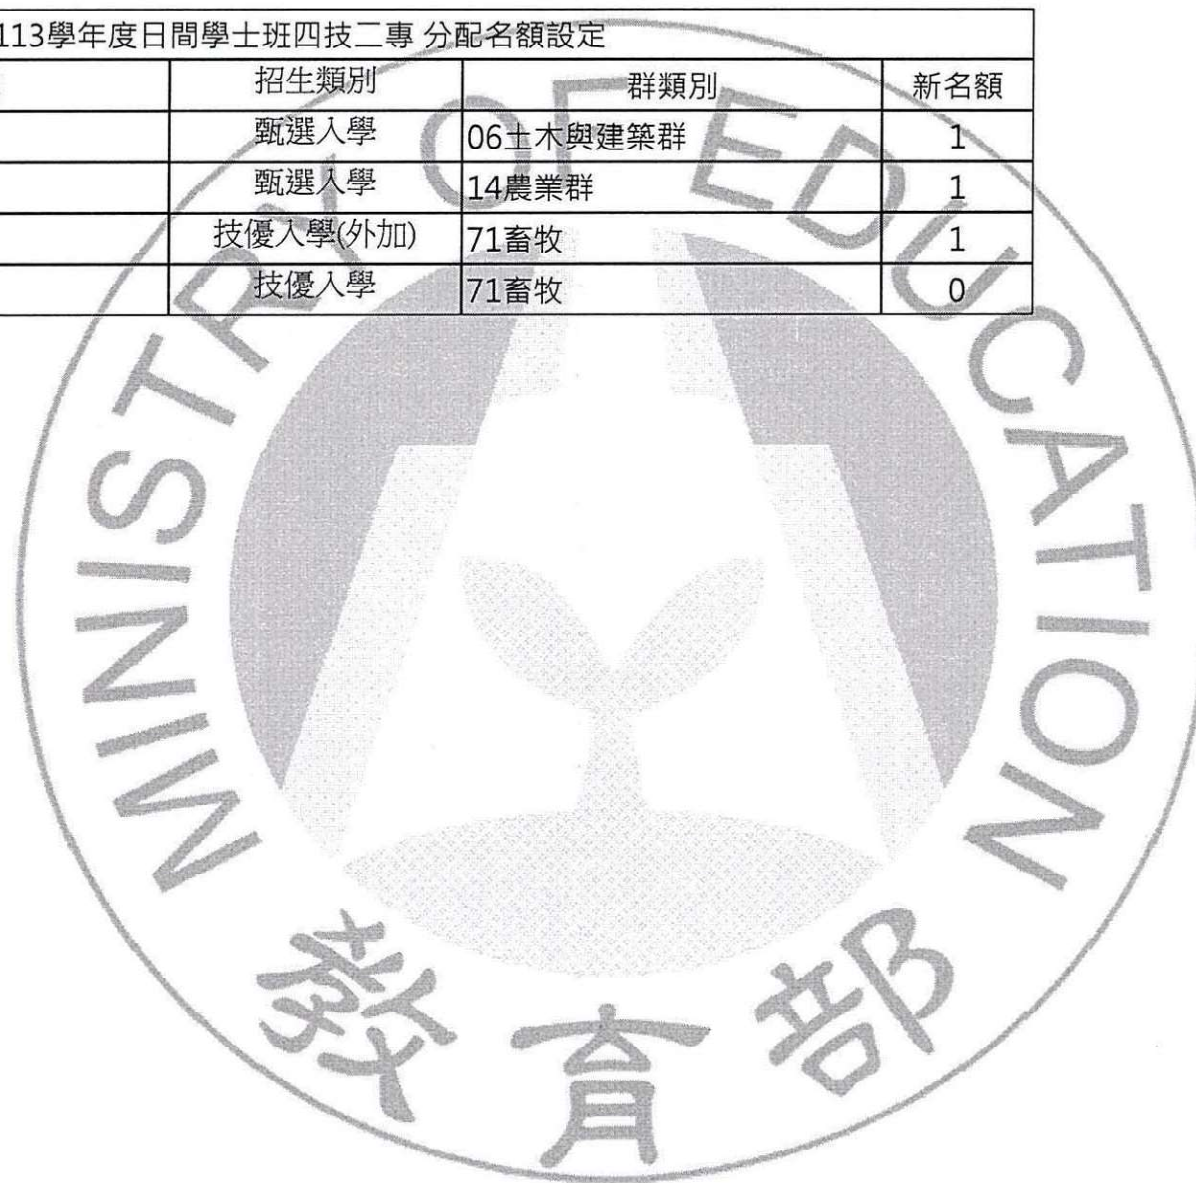 113學年度日間學士班四技二專 分配名額設定
招生類別 群類別 新名額
甄選入學 06土木與建築群 1
甄選入學 14農業群 1
技優入學(外加) 71畜牧 1
技優入學 71畜牧 0
MINISTRY OF EDUCATION
教育部